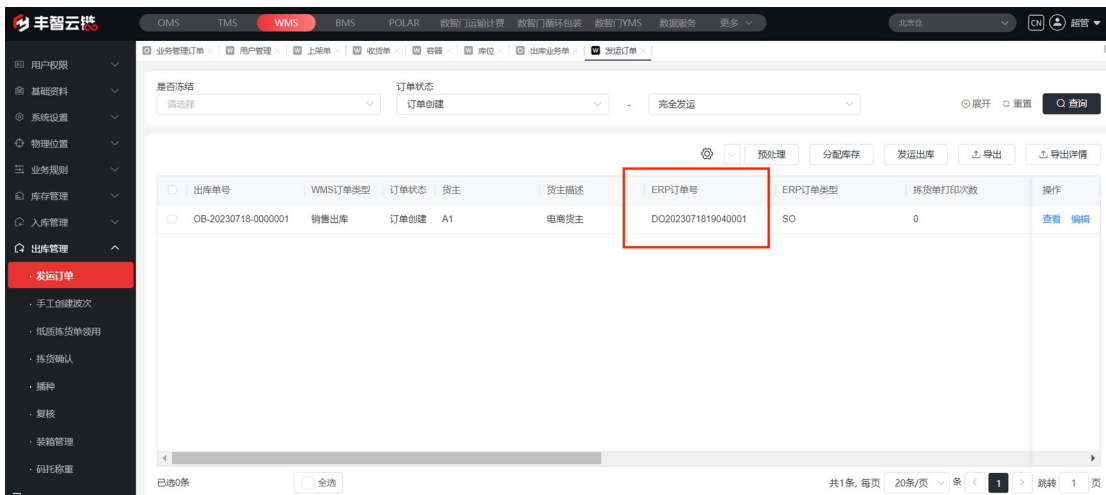 丰智云链
OMS TMS WMS BMS POLAR 数智门运输计费 数智门循环包装 数智门YMS 数据服务 更多
北京仓
CN 超管
业务管理订单 用户管理 上架单 收货单 容器 库位 出库业务单 发运订单
用户权限
基础资料
系统设置
物理位置
业务规则
库存管理
入库管理
出库管理
· 发运订单
· 手工创建波次
· 纸质拣货单领用
· 拣货确认
· 播种
· 复核
· 装箱管理
· 码托称重
是否冻结 订单状态
请选择 订单创建 - 完全发运 展开 重置 查询
预处理 分配库存 发运出库 导出 导出详情
出库单号 WMS订单类型 订单状态 货主 货主描述 ERP订单号 ERP订单类型 拣货单打印次数 操作
OB-20230718-0000001 销售出库 订单创建 A1 电商货主 DO2023071819040001 SO 0 查看 编辑
已选0条 全选 共1条, 每页 20条/页 条 1 跳转 1 页